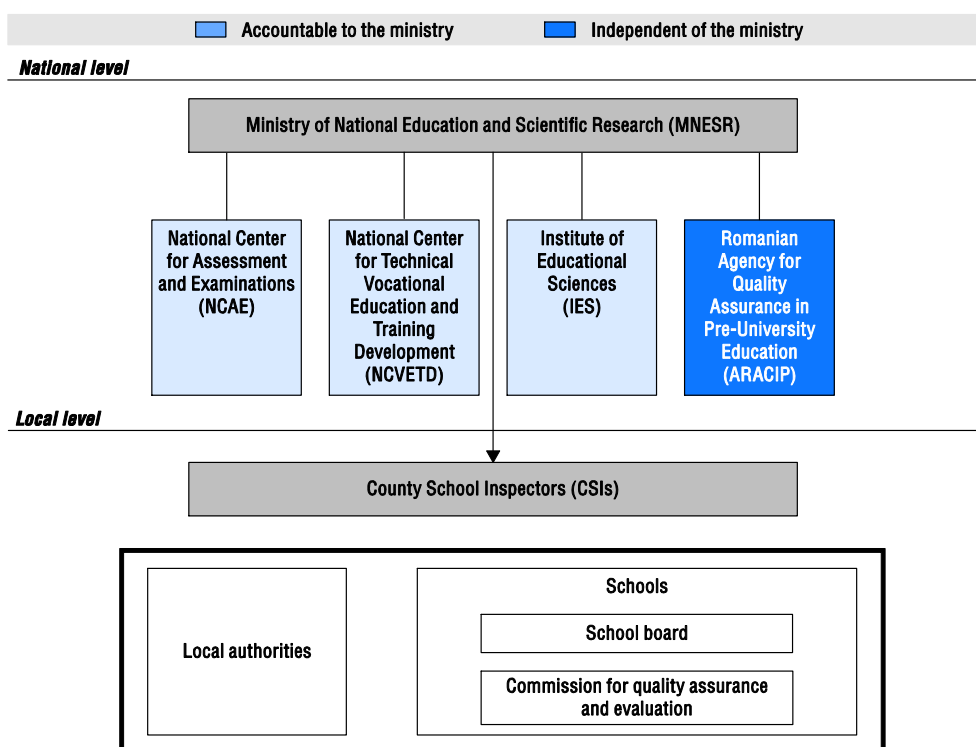 Accountable to the ministry
Independent of the ministry
National level
Ministry of National Education and Scientific Research (MNESR)
National Center
for Assessment
and Examinations
(NCAE)
National Center
for Technical
Vocational
Education and
Training
Development
(NCVETD)
Institute of
Educational
Sciences
(IES)
Romanian
Agency for
Quality
Assurance in
Pre-University
Education
(ARACIP)
Local level
County School Inspectors (CSIs)
Local authorities
Schools
School board
Commission for quality assurance
and evaluation